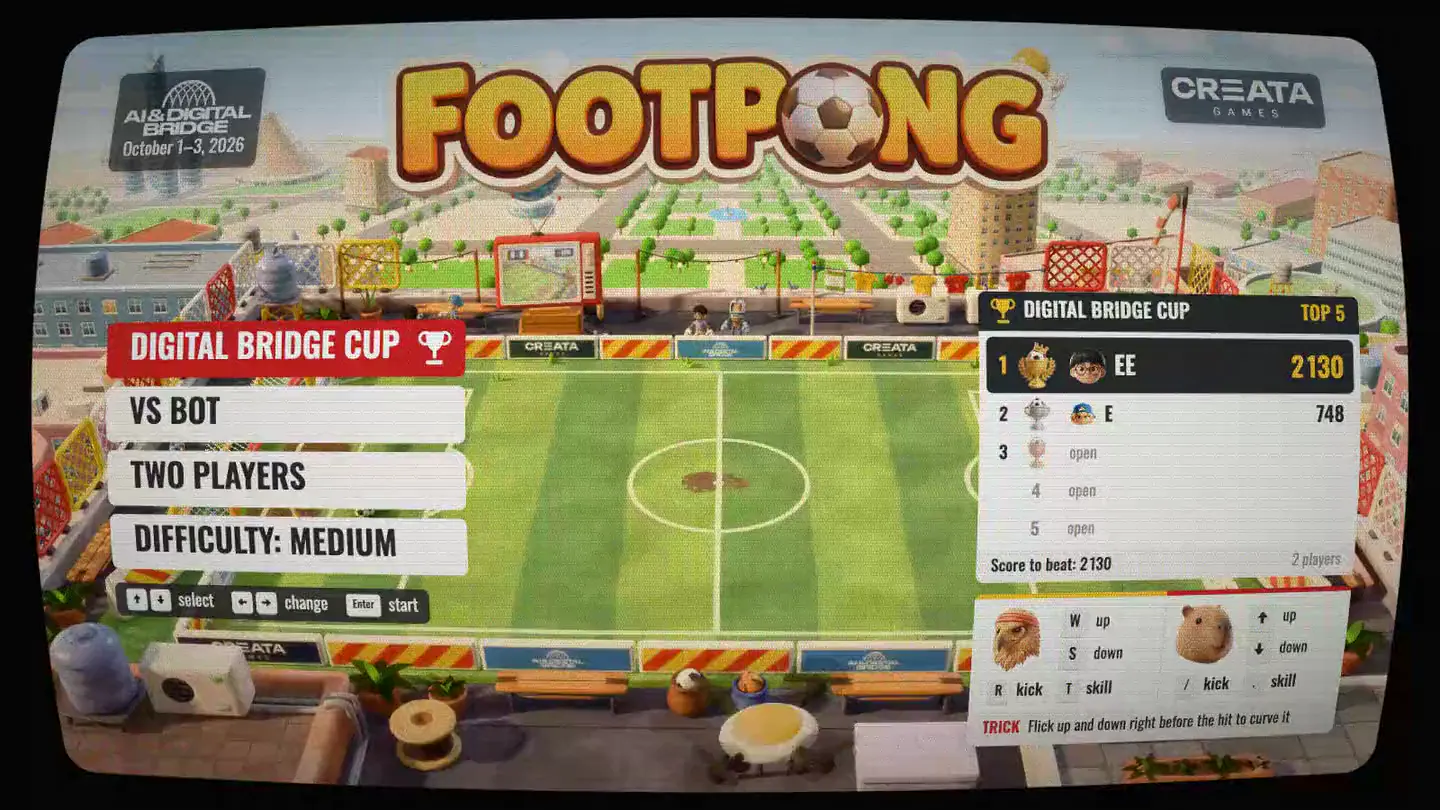 AI & DIGITAL
BRIDGE
October 1–3, 2026
FOOTPONG
CREATA
GAMES
DIGITAL BRIDGE CUP
VS BOT
TWO PLAYERS
DIFFICULTY: MEDIUM
select change Enter start
CREATA
CREATA
DIGITAL BRIDGE CUP TOP 5
1 EE 2130
2 E 748
3 open
4 open
5 open
Score to beat: 2130 2 players
W up
S down
R kick T skill
up
down
/ kick . skill
TRICK Flick up and down right before the hit to curve it